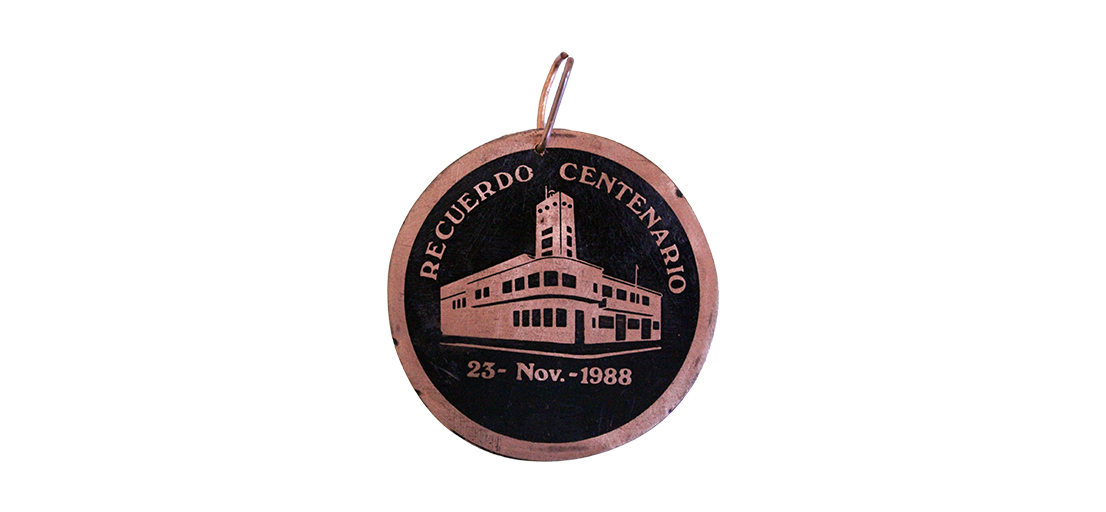 RECUERDO CENTENARIO
23- Nov. -1988